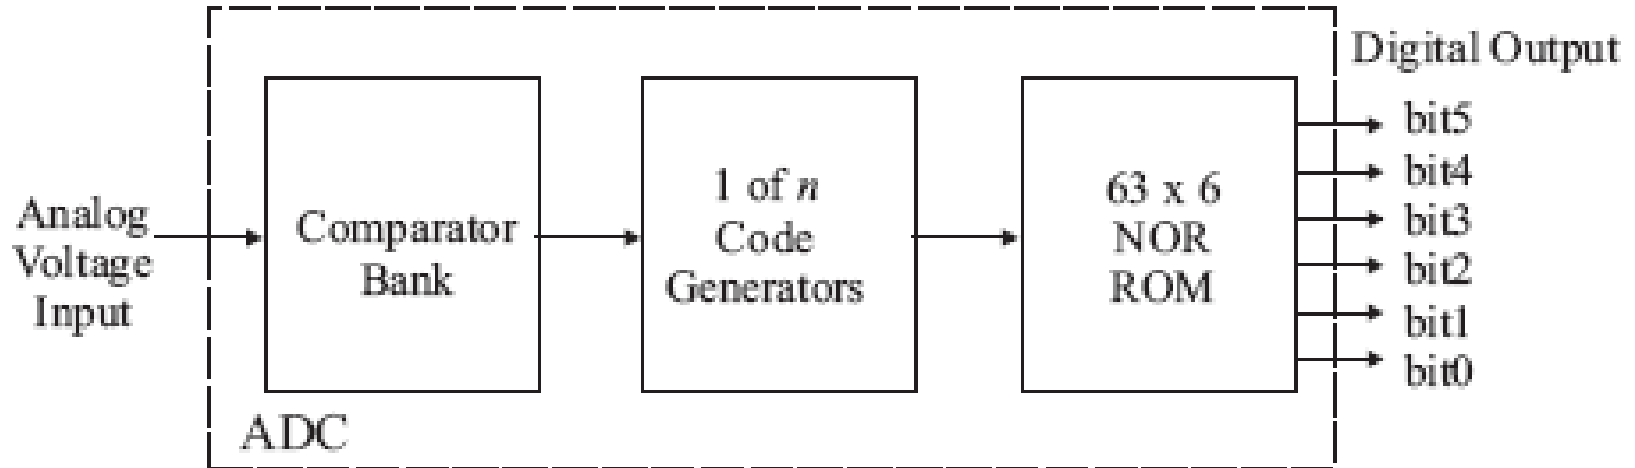 Analog
Voltage
Input
Comparator
Bank
1 of n
Code
Generators
63 x 6
NOR
ROM
Digital Output
bit5
bit4
bit3
bit2
bit1
bit0
ADC